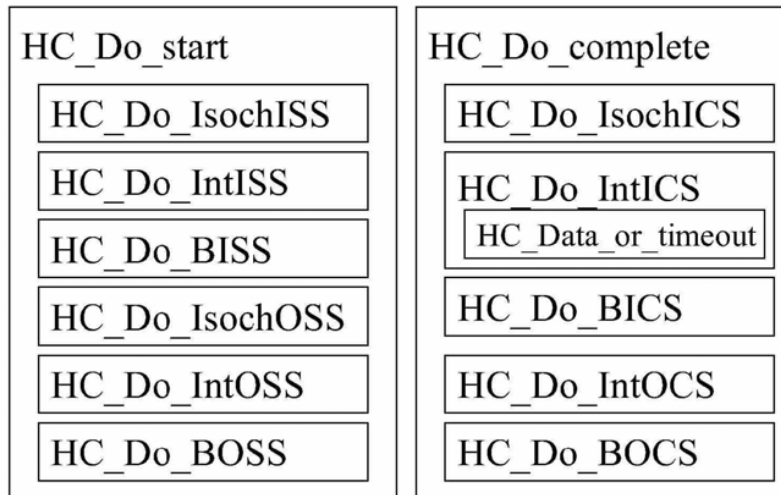 HC_Do_start
HC_Do_IsochISS
HC_Do_IntISS
HC_Do_BISS
HC_Do_IsochOSS
HC_Do_IntOSS
HC_Do_BOSS
HC_Do_complete
HC_Do_IsochICS
HC_Do_IntICS
HC_Data_or_timeout
HC_Do_BICS
HC_Do_IntOCS
HC_Do_BOCS